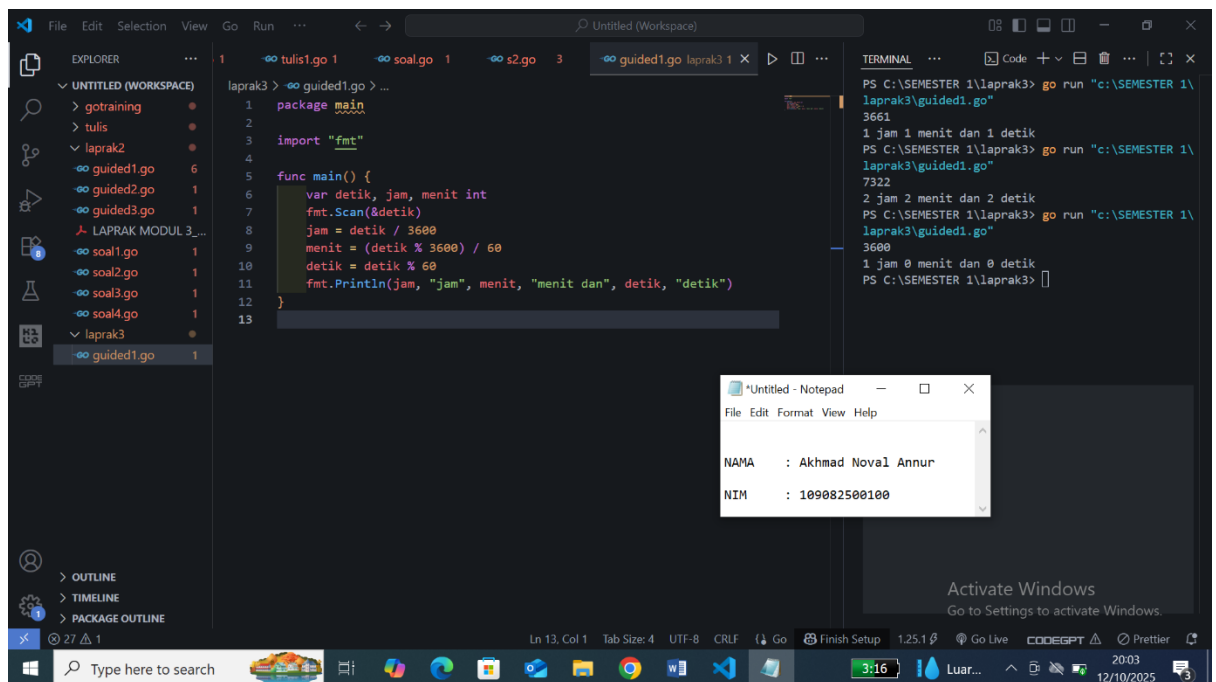 File Edit Selection View Go Run ··· Untitled (Workspace)
EXPLORER ···
UNTITLED (WORKSPACE)
gotraining
tulis
laprak2
guided1.go 6
guided2.go 1
guided3.go 1
LAPRAK MODUL 3_...
soal1.go 1
soal2.go 1
soal3.go 1
soal4.go 1
laprak3
guided1.go 1
OUTLINE
TIMELINE
PACKAGE OUTLINE
1 tulis1.go 1 soal.go 1 s2.go 3 guided1.go laprak3 1
laprak3 > guided1.go > ...
1 package main
2
3 import "fmt"
4
5 func main() {
6 var detik, jam, menit int
7 fmt.Scan(&detik)
8 jam = detik / 3600
9 menit = (detik % 3600) / 60
10 detik = detik % 60
11 fmt.Println(jam, "jam", menit, "menit dan", detik, "detik")
12 }
13
TERMINAL ··· Code
PS C:\SEMESTER 1\laprak3> go run "c:\SEMESTER 1\
laprak3\guided1.go"
3661
1 jam 1 menit dan 1 detik
PS C:\SEMESTER 1\laprak3> go run "c:\SEMESTER 1\
laprak3\guided1.go"
7322
2 jam 2 menit dan 2 detik
PS C:\SEMESTER 1\laprak3> go run "c:\SEMESTER 1\
laprak3\guided1.go"
3600
1 jam 0 menit dan 0 detik
PS C:\SEMESTER 1\laprak3>
*Untitled - Notepad
File Edit Format View Help
NAMA : Akhmad Noval Annur
NIM : 109082500100
Activate Windows
Go to Settings to activate Windows.
27 1 Ln 13, Col 1 Tab Size: 4 UTF-8 CRLF Go Finish Setup 1.25.1 Go Live CODEGPT Prettier
Type here to search 3:16 Luar... 20:03
12/10/2025 3